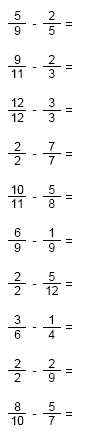 5/9 - 2/5 =
9/11 - 2/3 =
12/12 - 3/3 =
2/2 - 7/7 =
10/11 - 5/8 =
6/9 - 1/9 =
2/2 - 5/12 =
3/6 - 1/4 =
2/2 - 2/9 =
8/10 - 5/7 =